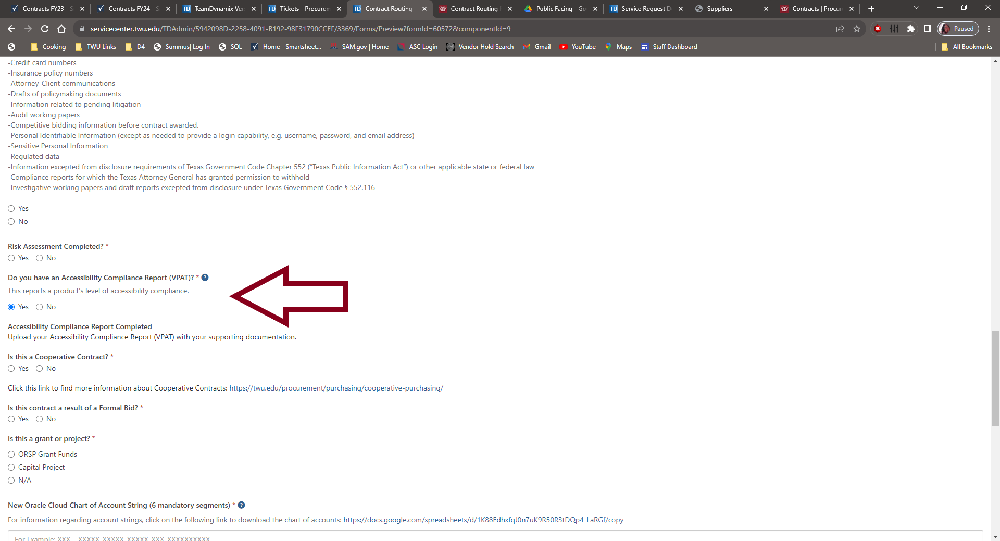 Contracts FY23 - S
Contracts FY24 - S
TD TeamDynamix Ver
TD Tickets - Procurem
TD Contract Routing
Contract Routing
Public Facing - Go
TD Service Request D
Suppliers
Contracts | Procur
servicecenter.twu.edu/TDAdmin/5942098D-2258-4091-B192-98F31790CCEF/3369/Forms/Preview?formId=60572&componentId=9
Paused
Cooking
TWU Links
D4
Summus| Log In
SQL
Home - Smartsheet...
SAM.gov | Home
ASC Login
Vendor Hold Search
Gmail
YouTube
Maps
Staff Dashboard
All Bookmarks
-Credit card numbers
-Insurance policy numbers
-Attorney-Client communications
-Drafts of policymaking documents
-Information related to pending litigation
-Audit working papers
-Competitive bidding information before contract awarded.
-Personal Identifiable Information (except as needed to provide a login capability, e.g. username, password, and email address)
-Sensitive Personal Information
-Regulated data
-Information excepted from disclosure requirements of Texas Government Code Chapter 552 (“Texas Public Information Act”) or other applicable state or federal law
-Compliance reports for which the Texas Attorney General has granted permission to withhold
-Investigative working papers and draft reports excepted from disclosure under Texas Government Code § 552.116
Yes
No
Risk Assessment Completed? *
Yes No
Do you have an Accessibility Compliance Report (VPAT)? * ?
This reports a product's level of accessibility compliance.
Yes No
Accessibility Compliance Report Completed
Upload your Accessibility Compliance Report (VPAT) with your supporting documentation.
Is this a Cooperative Contract? *
Yes No
Click this link to find more information about Cooperative Contracts: https://twu.edu/procurement/purchasing/cooperative-purchasing/
Is this contract a result of a Formal Bid? *
Yes No
Is this a grant or project? *
ORSP Grant Funds
Capital Project
N/A
New Oracle Cloud Chart of Account String (6 mandatory segments) * ?
For information regarding account strings, click on the following link to download the chart of accounts: https://docs.google.com/spreadsheets/d/1K88EdhxfqJ0n7uK9R50R3tDQp4_LaRGf/copy
For Example: XXX – XXXXX-XXXXX-XXXXX-XXX-XXXXXXXXXX